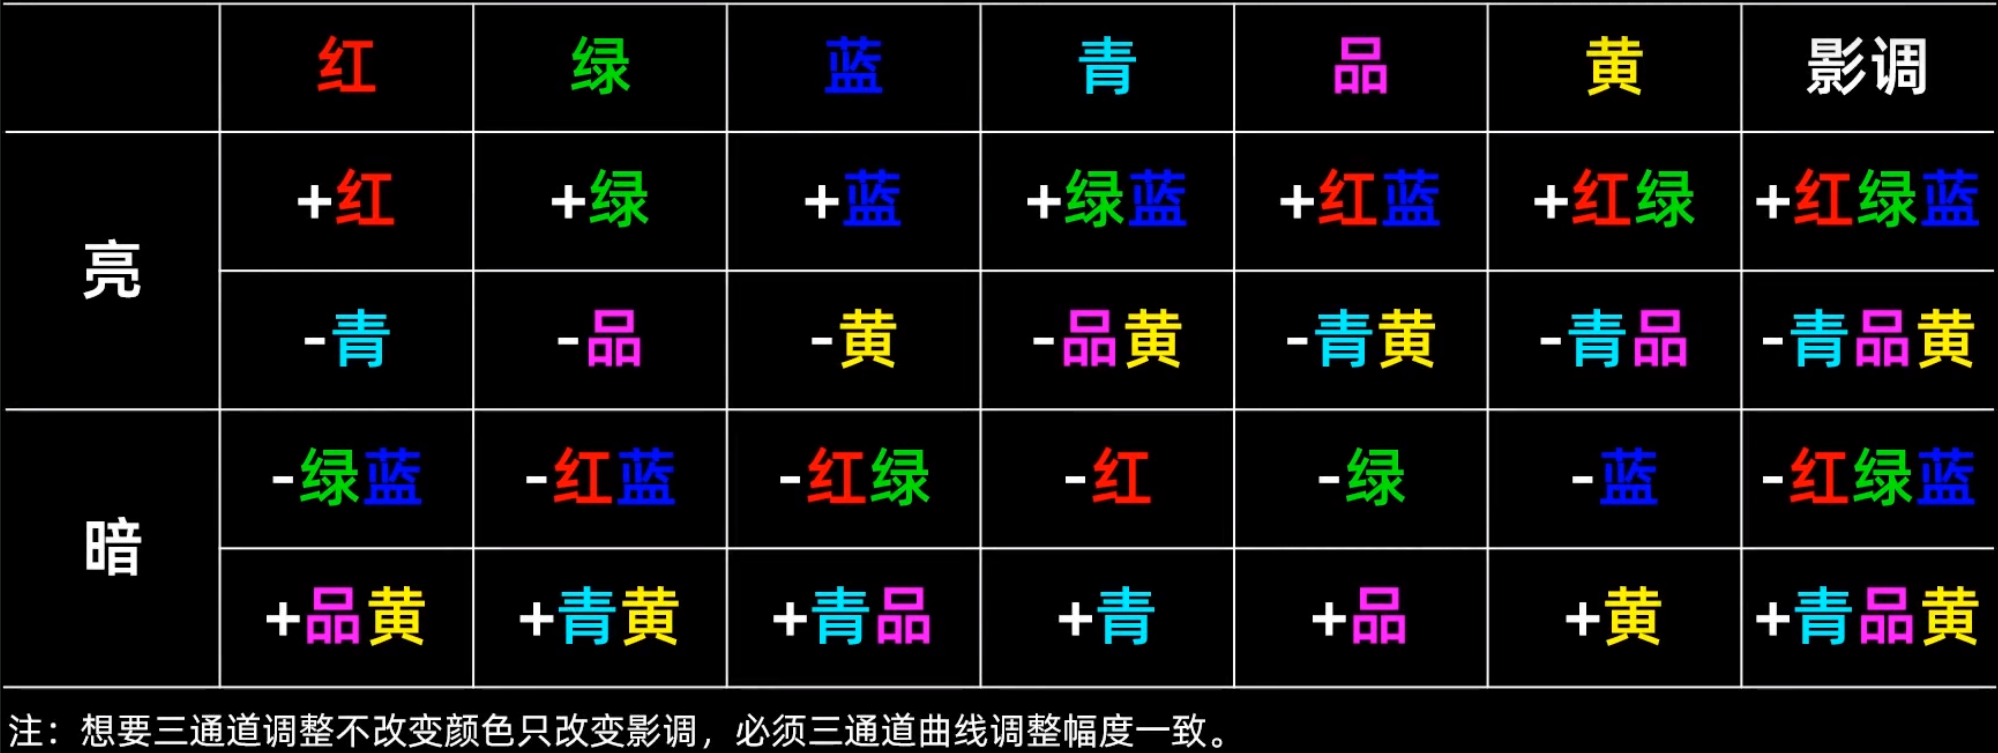 红 绿 蓝 青 品 黄 影调
亮
+红 +绿 +蓝 +绿蓝 +红蓝 +红绿 +红绿蓝
-青 -品 -黄 -品黄 -青黄 -青品 -青品黄
暗
-绿蓝 -红蓝 -红绿 -红 -绿 -蓝 -红绿蓝
+品黄 +青黄 +青品 +青 +品 +黄 +青品黄
注：想要三通道调整不改变颜色只改变影调，必须三通道曲线调整幅度一致。